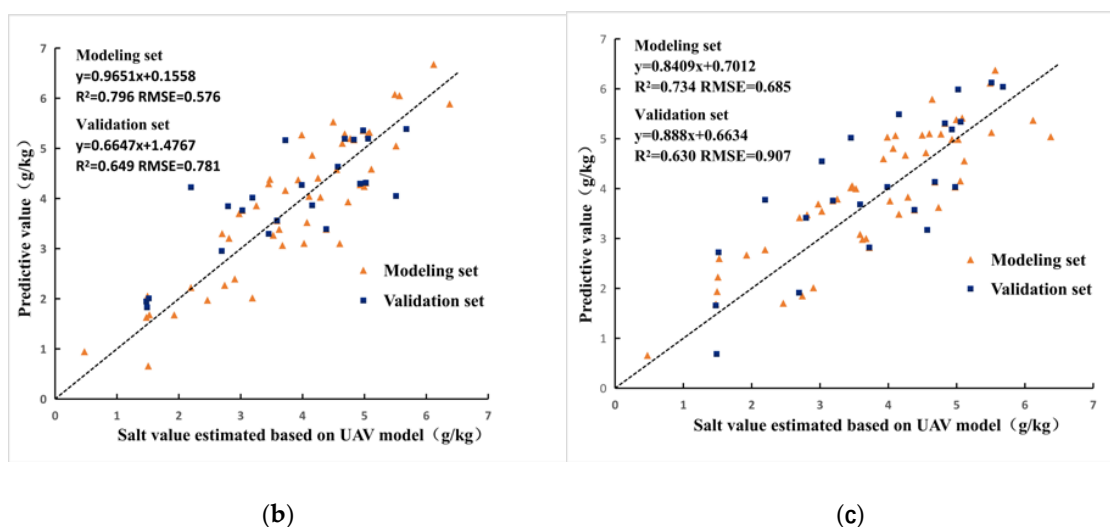 7
6
5
4
3
2
1
0
Modeling set
y=0.9651x+0.1558
R²=0.796 RMSE=0.576
Validation set
y=0.6647x+1.4767
R²=0.649 RMSE=0.781
Modeling set
Validation set
Predictive value（g/kg）
0 1 2 3 4 5 6 7
Salt value estimated based on UAV model（g/kg）
(b)
7
6
5
4
3
2
1
0
Modeling set
y=0.8409x+0.7012
R²=0.734 RMSE=0.685
Validation set
y=0.888x+0.6634
R²=0.630 RMSE=0.907
Modeling set
Validation set
Predictive value（g/kg）
0 1 2 3 4 5 6 7
Salt value estimated based on UAV model（g/kg）
(c)